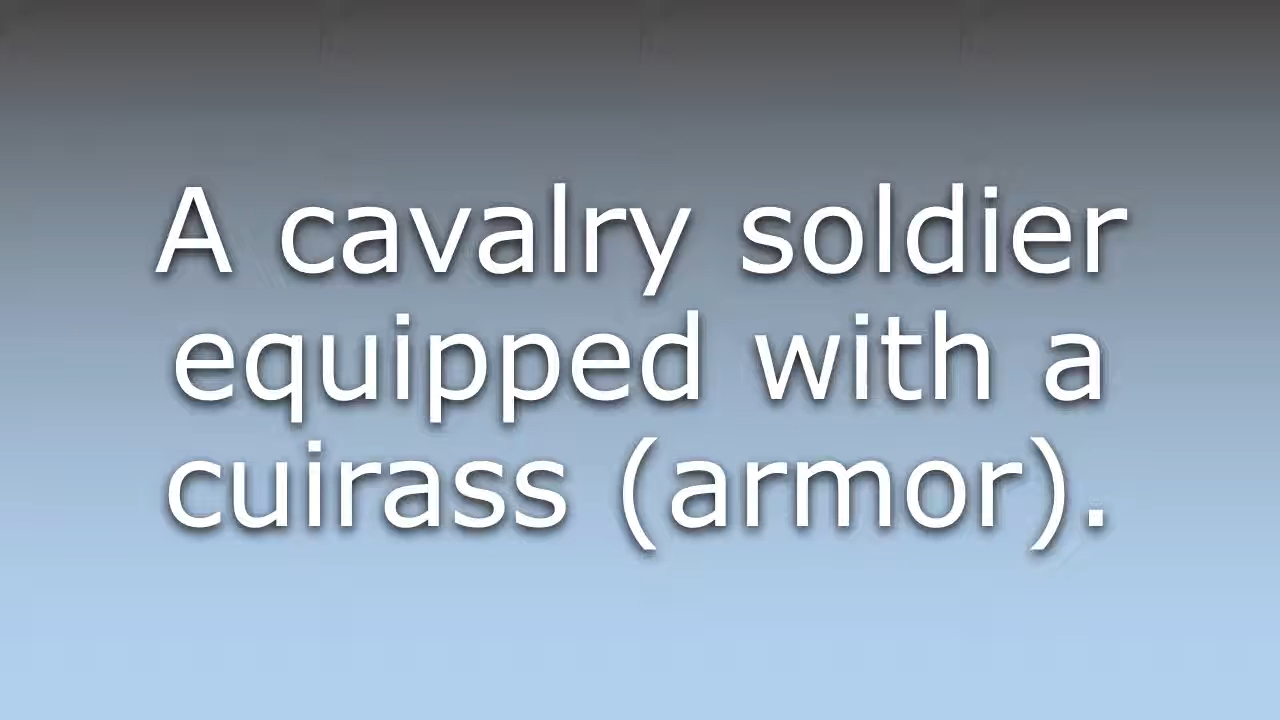 A cavalry soldier
equipped with a
cuirass (armor).